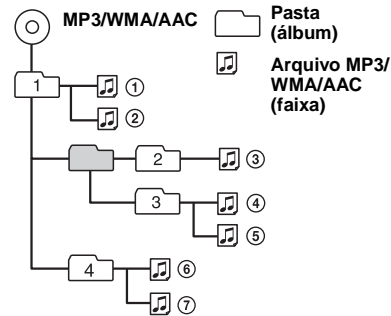 MP3/WMA/AAC
Pasta
(álbum)
Arquivo MP3/
WMA/AAC
(faixa)
1
①
②
2
③
3
④
⑤
4
⑥
⑦